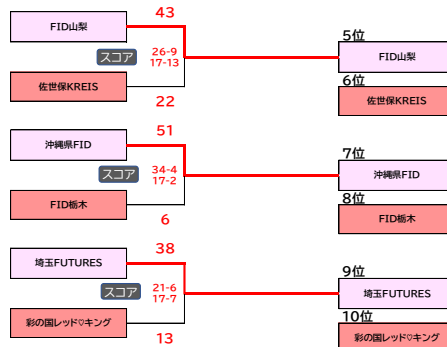 43
FID山梨
5位
スコア
26-9
17-13
FID山梨
6位
佐世保KREIS
22
佐世保KREIS
51
沖縄県FID
7位
スコア
34-4
17-2
沖縄県FID
8位
FID栃木
6
FID栃木
38
埼玉FUTURES
9位
スコア
21-6
17-7
埼玉FUTURES
10位
彩の国レッド♡キング
13
彩の国レッド♡キング